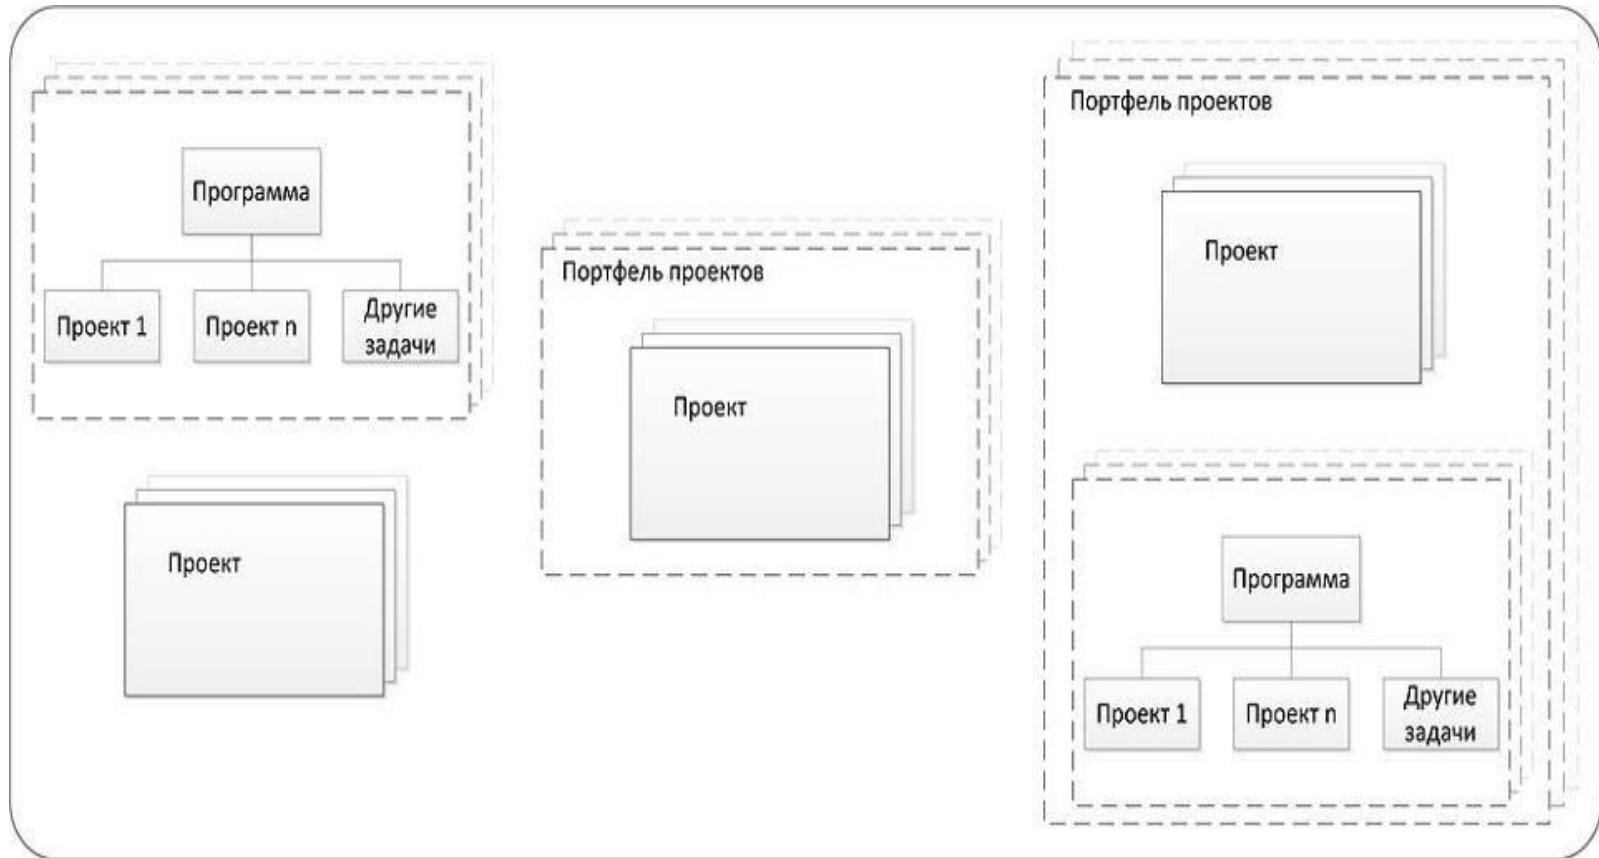 Программа
Проект 1
Проект n
Другие
задачи
Проект
Портфель проектов
Проект
Портфель проектов
Проект
Программа
Проект 1
Проект n
Другие
задачи